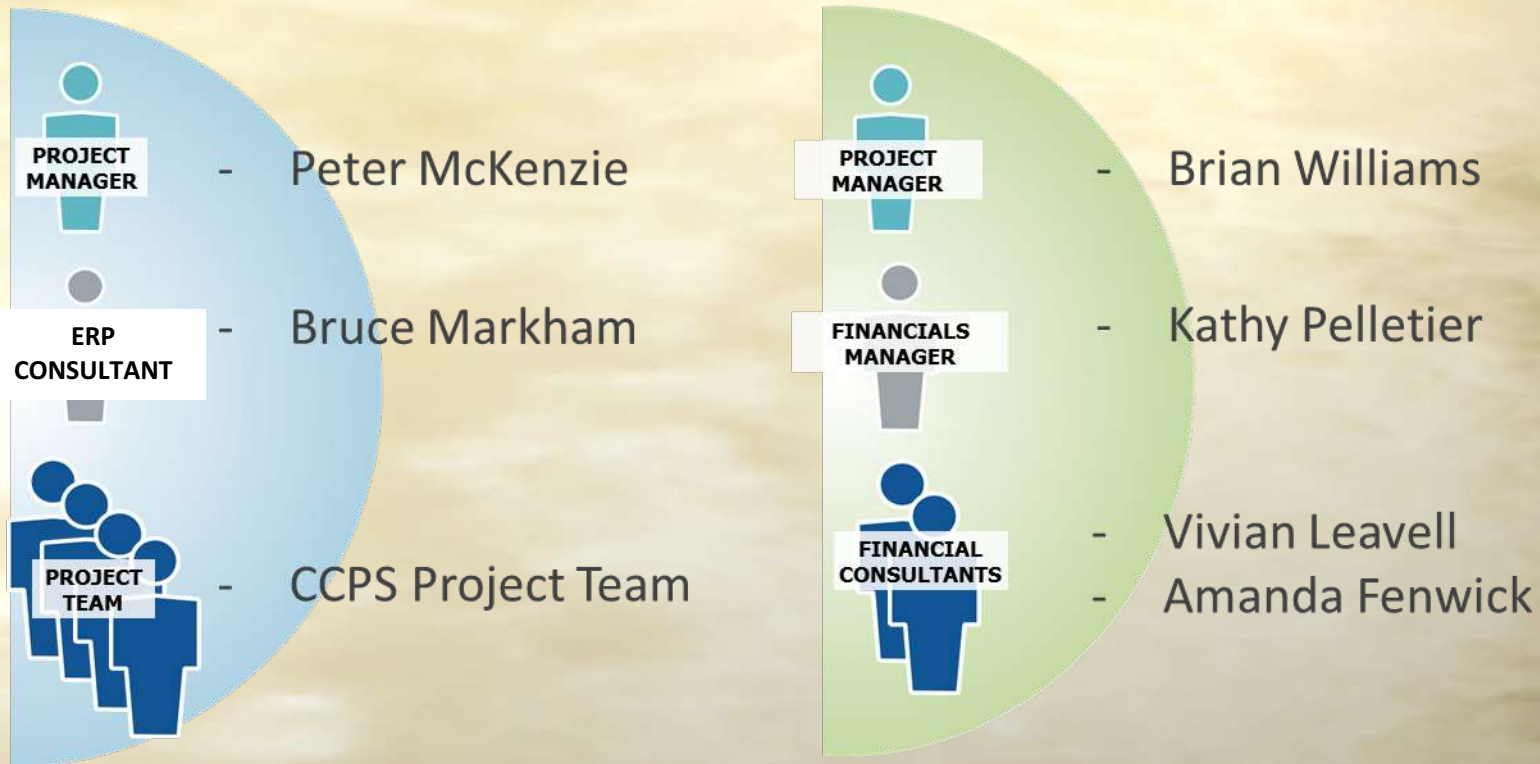 PROJECT
MANAGER
- Peter McKenzie
ERP
CONSULTANT
- Bruce Markham
PROJECT
TEAM
- CCPS Project Team
PROJECT
MANAGER
- Brian Williams
FINANCIALS
MANAGER
- Kathy Pelletier
FINANCIAL
CONSULTANTS
- Vivian Leavell
- Amanda Fenwick